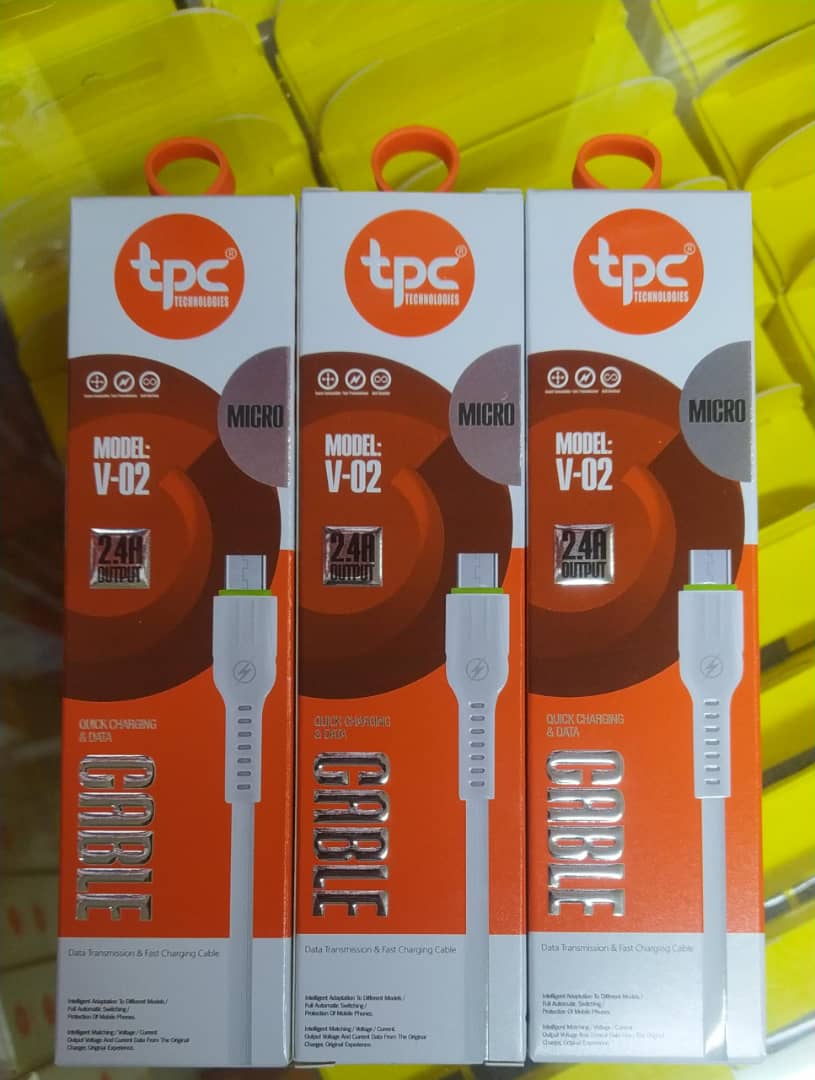 tpc®
TECHNOLOGIES
MICRO
MODEL:
V-02
2.4A
OUTPUT
QUICK CHARGING
& DATA
CABLE
Data Transmission & Fast Charging Cable
Intelligent Adaptation To Different Models /
Full Automatic Switching /
Protection Of Mobile Phones.
Intelligent Matching / Voltage / Current.
Output Voltage And Current Data From The Original
Charger, Original Experience.
tpc®
TECHNOLOGIES
MICRO
MODEL:
V-02
2.4A
OUTPUT
QUICK CHARGING
& DATA
CABLE
Data Transmission & Fast Charging Cable
Intelligent Adaptation To Different Models /
Full Automatic Switching /
Protection Of Mobile Phones.
Intelligent Matching / Voltage / Current.
Output Voltage And Current Data From The Original
Charger, Original Experience.
tpc®
TECHNOLOGIES
MICRO
MODEL:
V-02
2.4A
OUTPUT
QUICK CHARGING
& DATA
CABLE
Data Transmission & Fast Charging Cable
Intelligent Adaptation To Different Models /
Full Automatic Switching /
Protection Of Mobile Phones.
Intelligent Matching / Voltage / Current.
Output Voltage And Current Data From The Original
Charger, Original Experience.